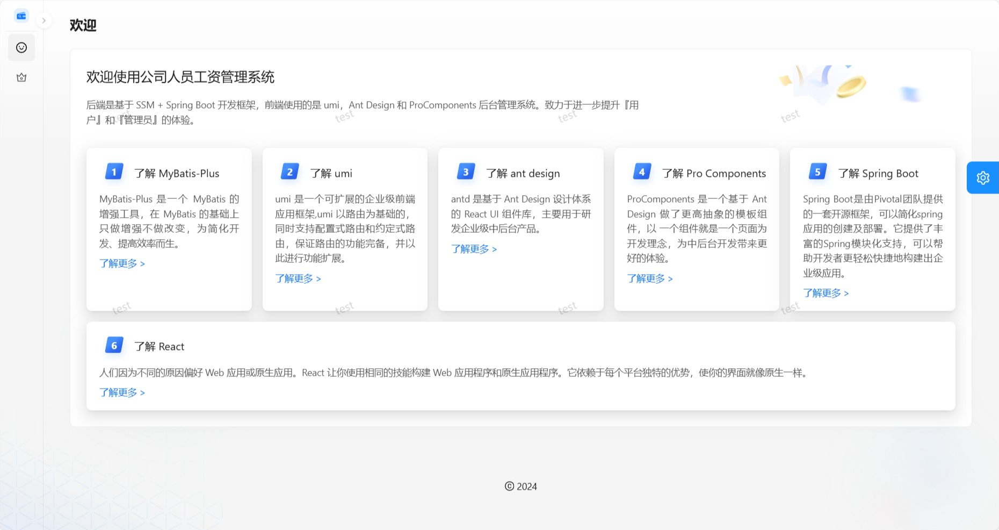 欢迎
欢迎使用公司人员工资管理系统
后端是基于 SSM + Spring Boot 开发框架，前端使用的是 umi，Ant Design 和 ProComponents 后台管理系统。致力于进一步提升『用
户』和『管理员』的体验。
test
test
test
test
1
了解 MyBatis-Plus
MyBatis-Plus 是一个 MyBatis 的
增强工具，在 MyBatis 的基础上
只做增强不做改变，为简化开
发、提高效率而生。
了解更多 >
2
了解 umi
umi 是一个可扩展的企业级前端
应用框架,umi 以路由为基础的，
同时支持配置式路由和约定式路
由，保证路由的功能完备，并以
此进行功能扩展。
了解更多 >
3
了解 ant design
antd 是基于 Ant Design 设计体系
的 React UI 组件库，主要用于研
发企业级中后台产品。
了解更多 >
4
了解 Pro Components
ProComponents 是一个基于 Ant
Design 做了更高抽象的模板组
件，以 一个组件就是一个页面为
开发理念，为中后台开发带来更
好的体验。
了解更多 >
5
了解 Spring Boot
Spring Boot是由Pivotal团队提供
的一套开源框架，可以简化spring
应用的创建及部署。它提供了丰
富的Spring模块化支持，可以帮
助开发者更轻松快捷地构建出企
业级应用。
了解更多 >
test
test
test
test
6
了解 React
人们因为不同的原因偏好 Web 应用或原生应用。React 让你使用相同的技能构建 Web 应用程序和原生应用程序。它依赖于每个平台独特的优势，使你的界面就像原生一样。
了解更多 >
© 2024